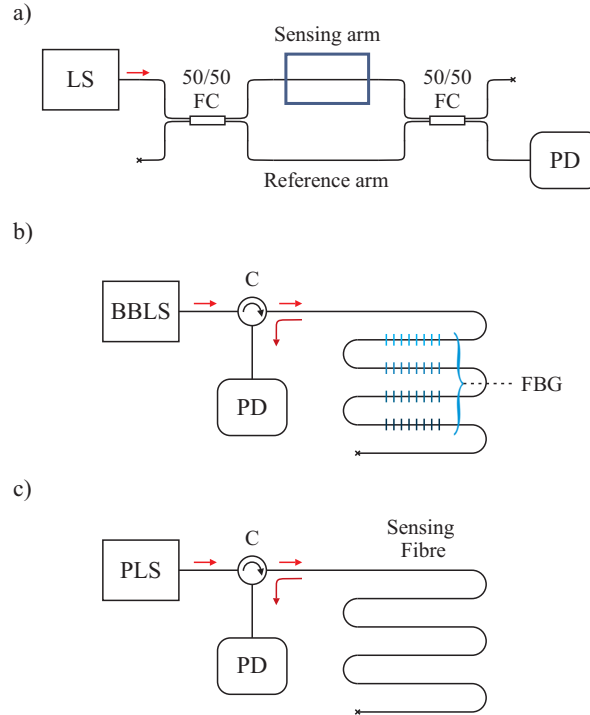 a)
Sensing arm
LS
50/50
FC
50/50
FC
Reference arm
PD
b)
C
BBLS
FBG
PD
c)
Sensing
Fibre
C
PLS
PD